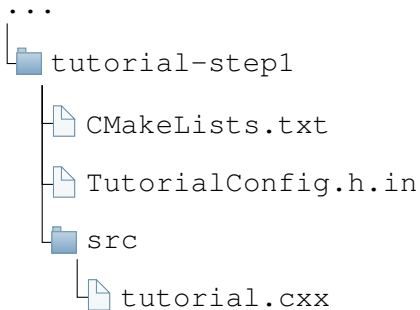 ...
tutorial-step1
CMakeLists.txt
TutorialConfig.h.in
src
tutorial.cxx